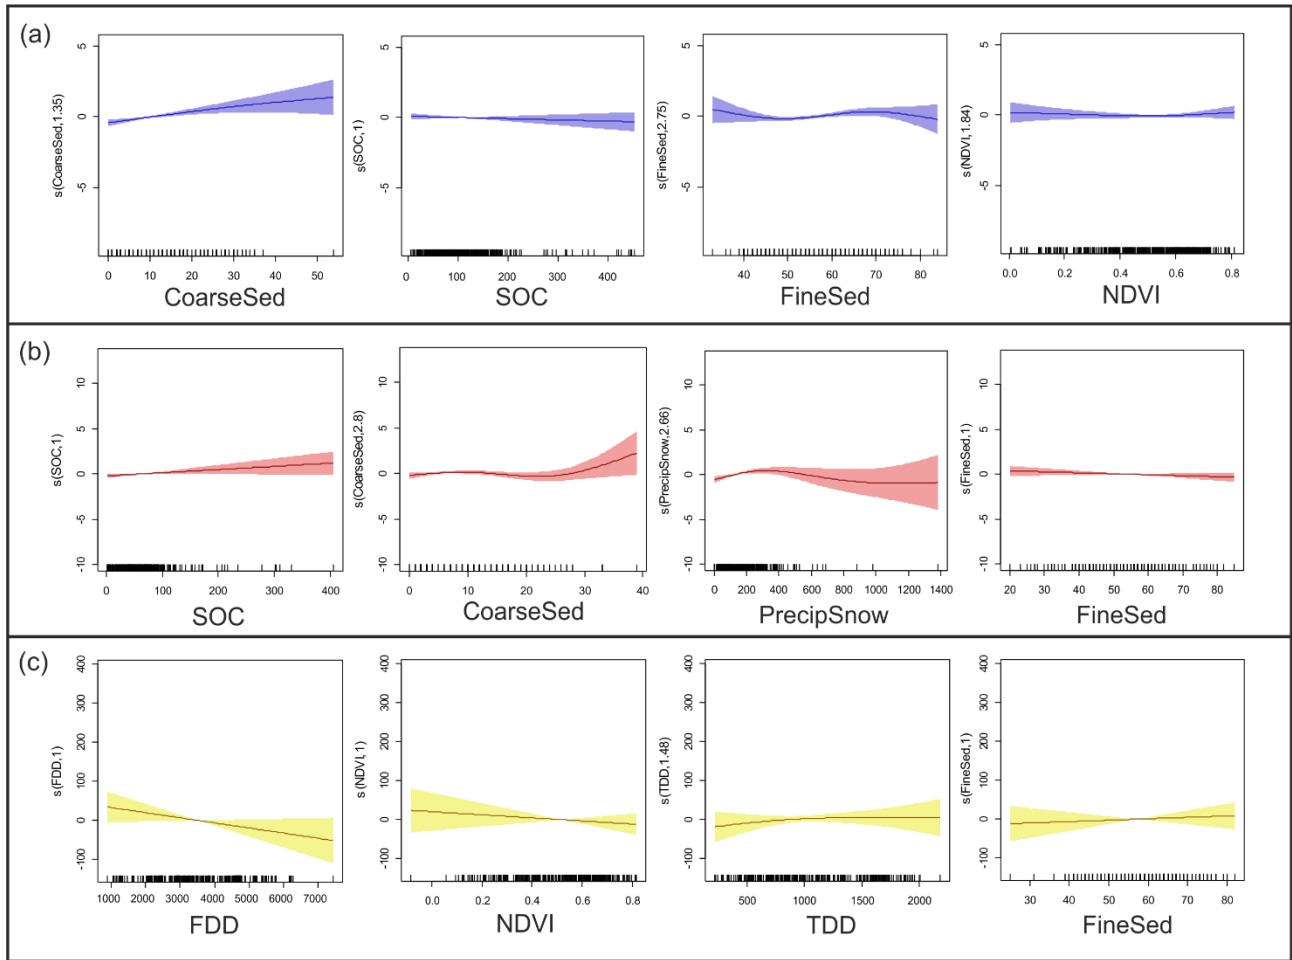 (a)
s(CoarseSed,1.35)
5
0
-5
0 10 20 30 40 50
CoarseSed
s(SOC,1)
5
0
-5
0 100 200 300 400
SOC
s(FineSed,2.75)
5
0
-5
40 50 60 70 80
FineSed
s(NDVI,1.84)
5
0
-5
0.0 0.2 0.4 0.6 0.8
NDVI
(b)
s(SOC,1)
10
5
0
-5
-10
0 100 200 300 400
SOC
s(CoarseSed,2.8)
10
5
0
-5
-10
0 10 20 30 40
CoarseSed
s(PrecipSnow,2.66)
10
5
0
-5
-10
0 200 400 600 800 1000 1200 1400
PrecipSnow
s(FineSed,1)
10
5
0
-5
-10
20 30 40 50 60 70 80
FineSed
(c)
s(FDD,1)
400
300
200
100
0
-100
1000 2000 3000 4000 5000 6000 7000
FDD
s(NDVI,1)
400
300
200
100
0
-100
0.0 0.2 0.4 0.6 0.8
NDVI
s(TDD,1.48)
400
300
200
100
0
-100
500 1000 1500 2000
TDD
s(FineSed,1)
400
300
200
100
0
-100
30 40 50 60 70 80
FineSed